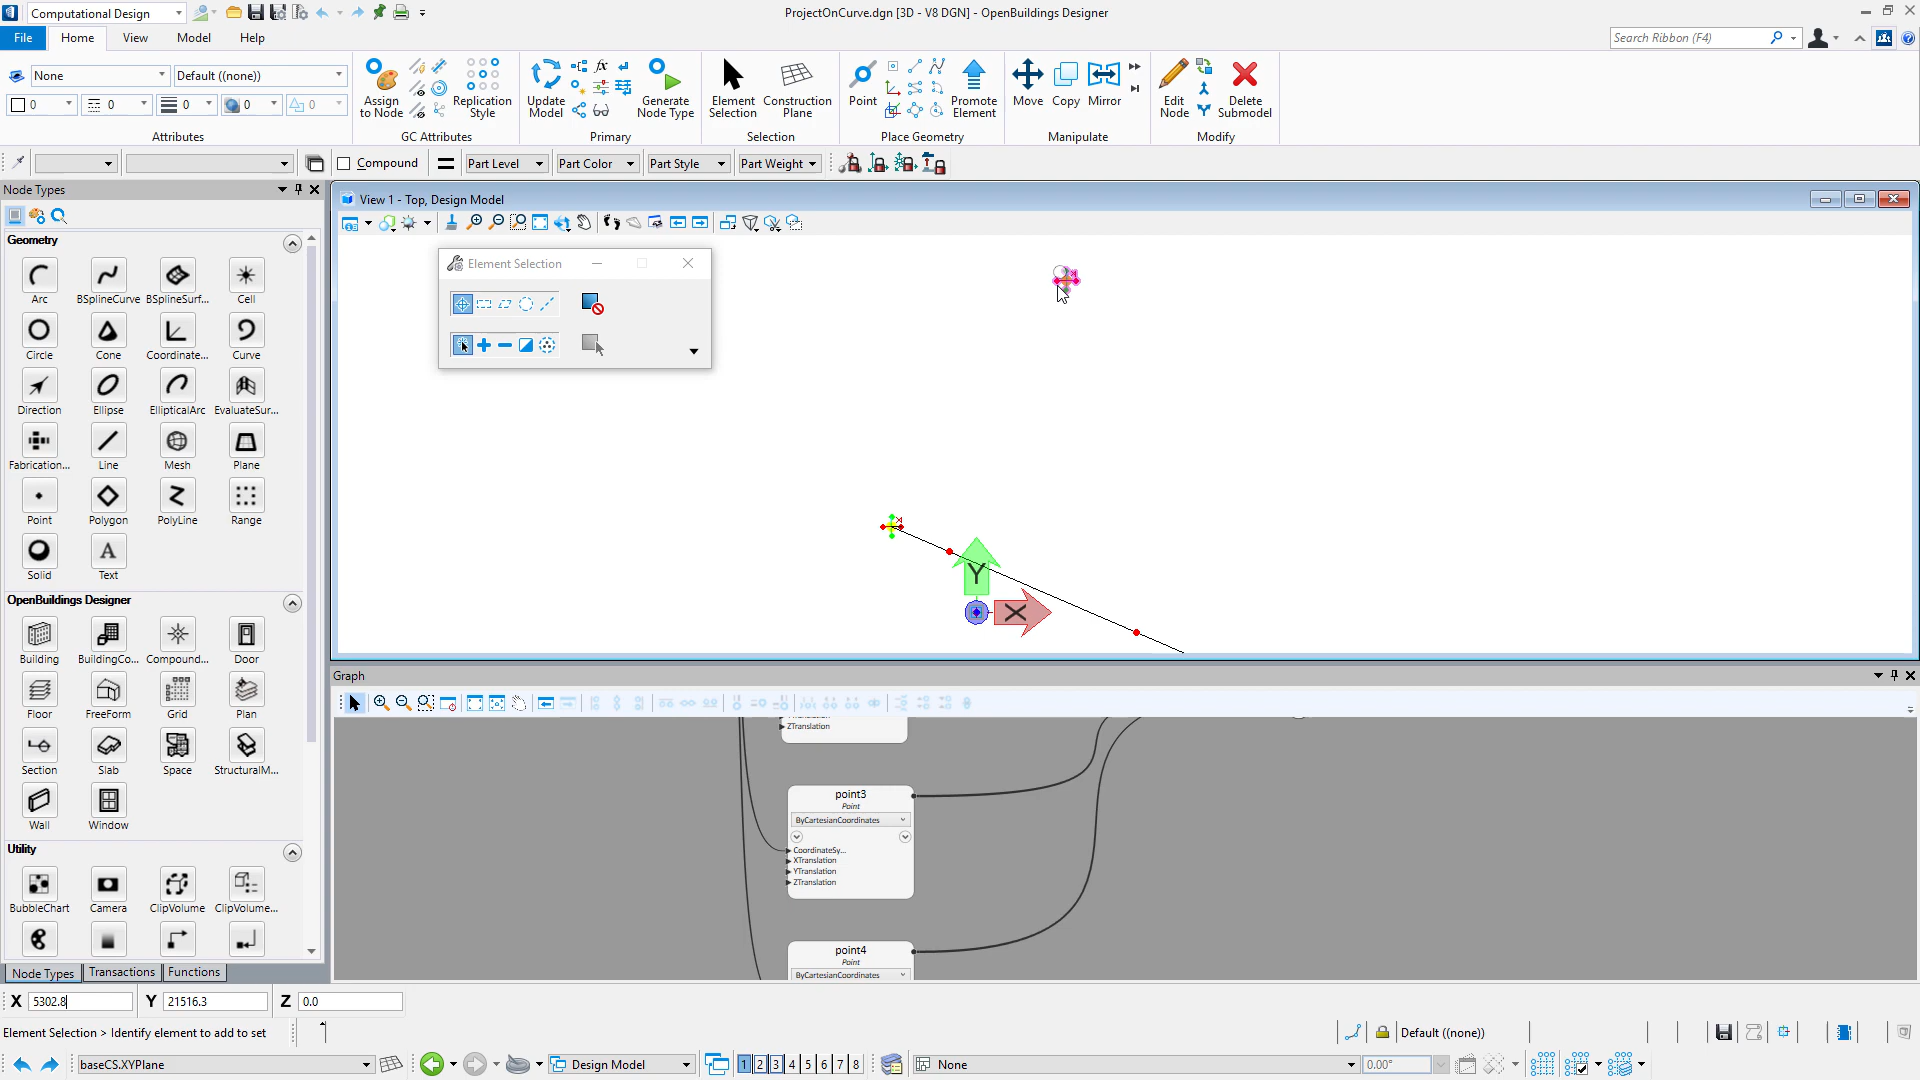 Computational Design
ProjectOnCurve.dgn [3D - V8 DGN] - OpenBuildings Designer
File
Home
View
Model
Help
Search Ribbon (F4)
None
Default ((none))
0
0
0
0
0
Attributes
Assign to Node
Replication Style
GC Attributes
Update Model
fx
Generate Node Type
Primary
Element Selection
Construction Plane
Selection
Point
Promote Element
Place Geometry
Move
Copy
Mirror
Manipulate
Edit Node
Delete Submodel
Modify
Compound
Part Level
Part Color
Part Style
Part Weight
Node Types
View 1 - Top, Design Model
Element Selection
Geometry
Arc
BSplineCurve
BSplineSurf...
Cell
Circle
Cone
Coordinate...
Curve
Direction
Ellipse
EllipticalArc
EvaluateSur...
Fabrication...
Line
Mesh
Plane
Point
Polygon
PolyLine
Range
Solid
Text
OpenBuildings Designer
Building
BuildingCo...
Compound...
Door
Floor
FreeForm
Grid
Plan
Section
Slab
Space
StructuralM...
Wall
Window
Utility
BubbleChart
Camera
ClipVolume
ClipVolume...
Node Types
Transactions
Functions
Y
X
Graph
ZTranslation
point3
Point
ByCartesianCoordinates
CoordinateSy...
XTranslation
YTranslation
ZTranslation
point4
Point
ByCartesianCoordinates
X 5302.8
Y 21516.3
Z 0.0
Element Selection > Identify element to add to set
Default ((none))
baseCS.XYPlane
Design Model
1 2 3 4 5 6 7 8
None
0.00°